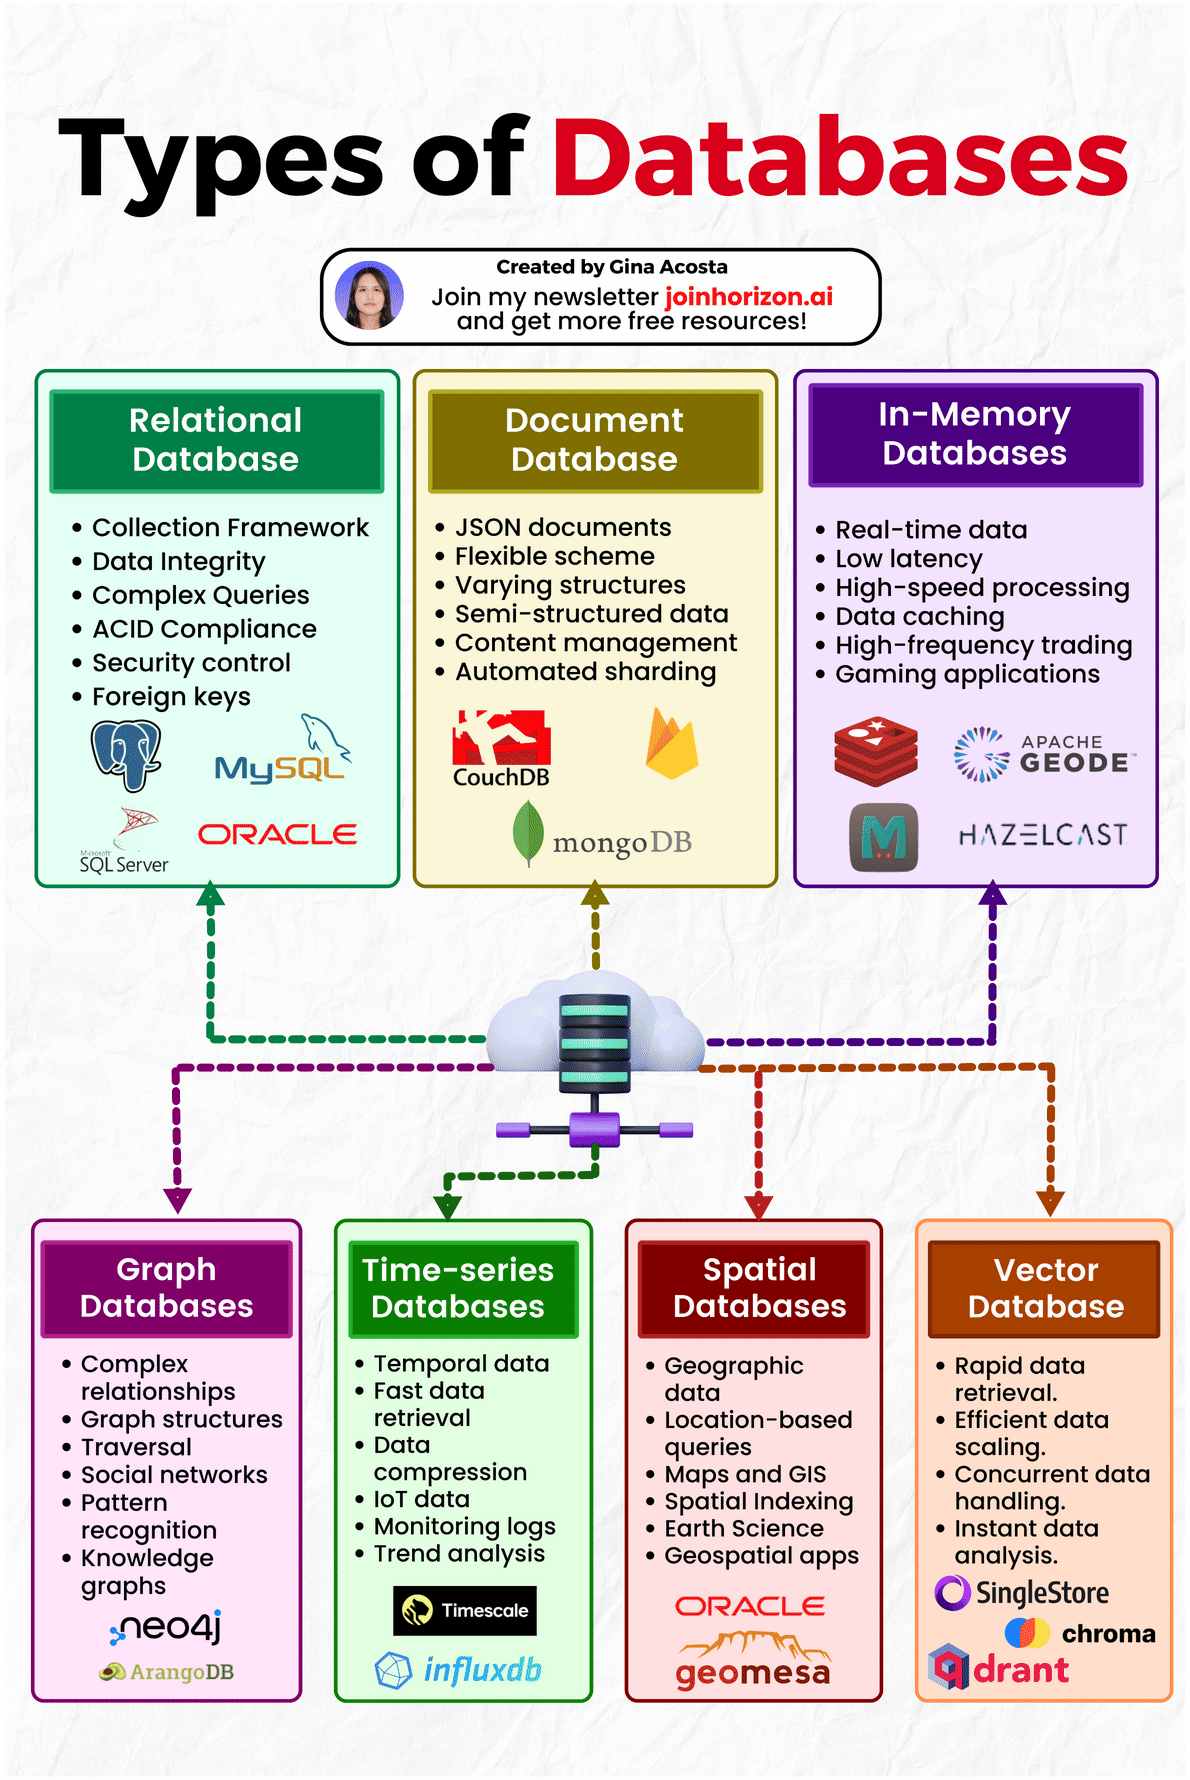 Types of Databases
Created by Gina Acosta
Join my newsletter joinhorizon.ai
and get more free resources!
Relational
Database
• Collection Framework
• Data Integrity
• Complex Queries
• ACID Compliance
• Security control
• Foreign keys
MySQL
Microsoft
SQL Server
ORACLE
Document
Database
• JSON documents
• Flexible scheme
• Varying structures
• Semi-structured data
• Content management
• Automated sharding
CouchDB
mongoDB
In-Memory
Databases
• Real-time data
• Low latency
• High-speed processing
• Data caching
• High-frequency trading
• Gaming applications
APACHE
GEODE™
M
HAZELCAST
Graph
Databases
• Complex
relationships
• Graph structures
• Traversal
• Social networks
• Pattern
recognition
• Knowledge
graphs
neo4j
ArangoDB
Time-series
Databases
• Temporal data
• Fast data
retrieval
• Data
compression
• IoT data
• Monitoring logs
• Trend analysis
Timescale
influxdb
Spatial
Databases
• Geographic
data
• Location-based
queries
• Maps and GIS
• Spatial Indexing
• Earth Science
• Geospatial apps
ORACLE
geomesa
Vector
Database
• Rapid data
retrieval.
• Efficient data
scaling.
• Concurrent data
handling.
• Instant data
analysis.
SingleStore
chroma
qdrant